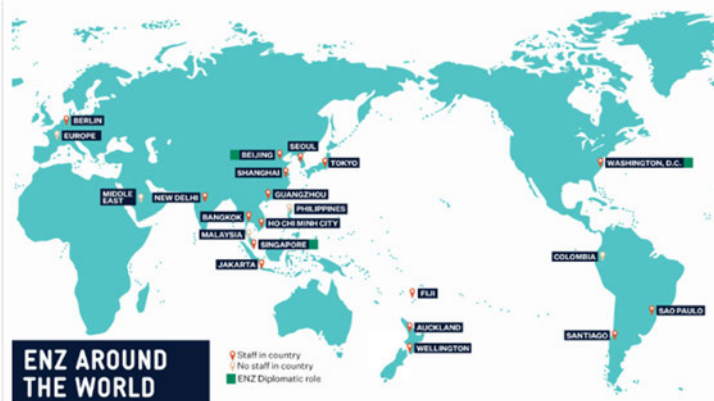 BERLIN
EUROPE
SEOUL
BEIJING
TOKYO
WASHINGTON, D.C.
SHANGHAI
MIDDLE
EAST
NEW DELHI
GUANGZHOU
PHILIPPINES
BANGKOK
HO CHI MINH CITY
MALAYSIA
SINGAPORE
COLOMBIA
JAKARTA
FIJI
SAO PAULO
AUCKLAND
SANTIAGO
WELLINGTON
ENZ AROUND
THE WORLD
Staff in country
No staff in country
ENZ Diplomatic role